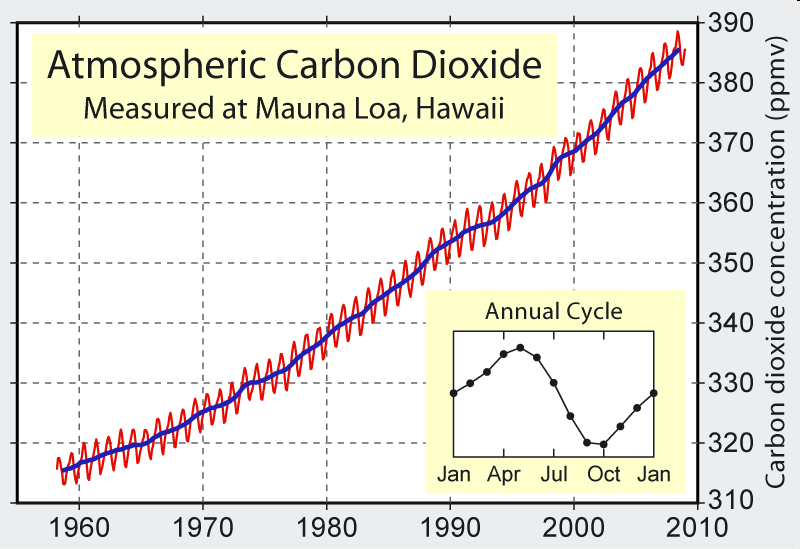 Atmospheric Carbon Dioxide
Measured at Mauna Loa, Hawaii
390
380
370
360
350
340
330
320
310
Carbon dioxide concentration (ppmv)
Annual Cycle
Jan Apr Jul Oct Jan
1960 1970 1980 1990 2000 2010